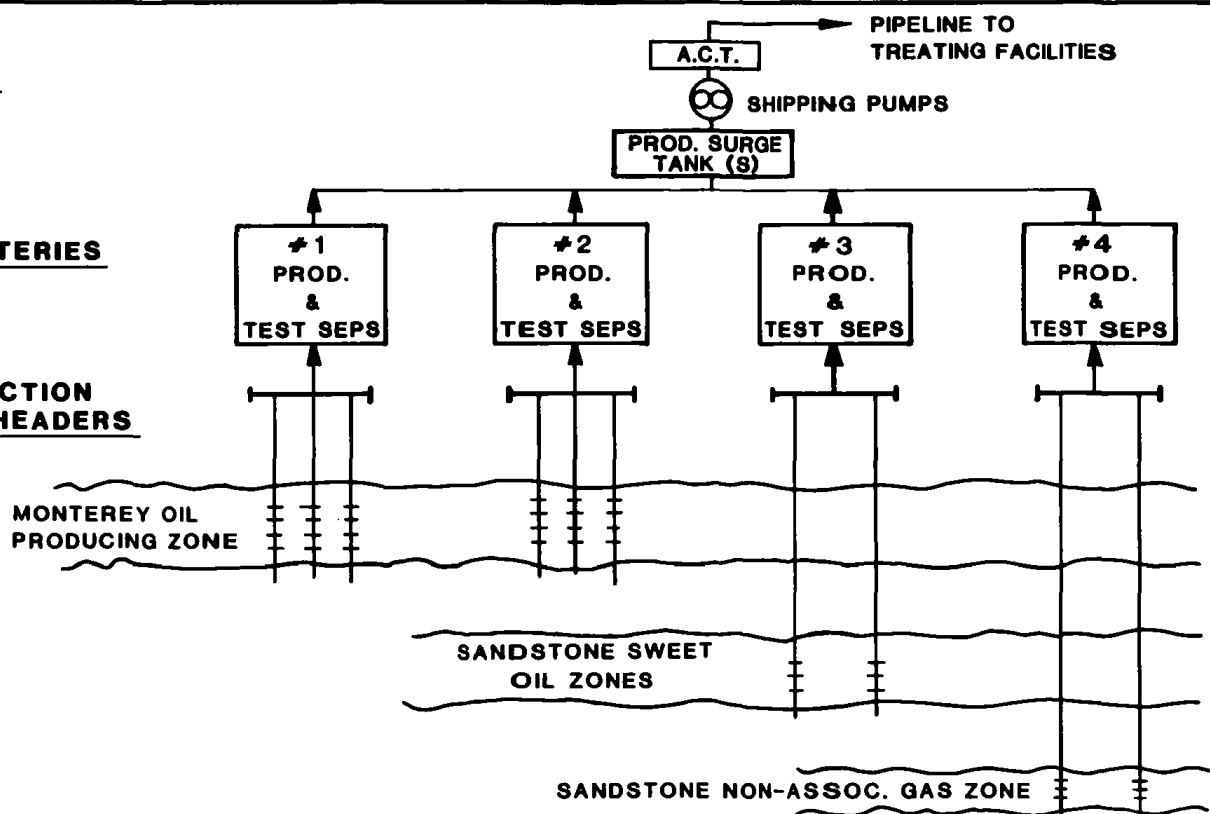 PIPELINE TO
TREATING FACILITIES
A.C.T.
SHIPPING PUMPS
PROD. SURGE
TANK (S)
TERIES
#1
PROD.
&
TEST SEPS
#2
PROD.
&
TEST SEPS
#3
PROD.
&
TEST SEPS
#4
PROD.
&
TEST SEPS
CTION
HEADERS
MONTEREY OIL
PRODUCING ZONE
SANDSTONE SWEET
OIL ZONES
SANDSTONE NON-ASSOC. GAS ZONE